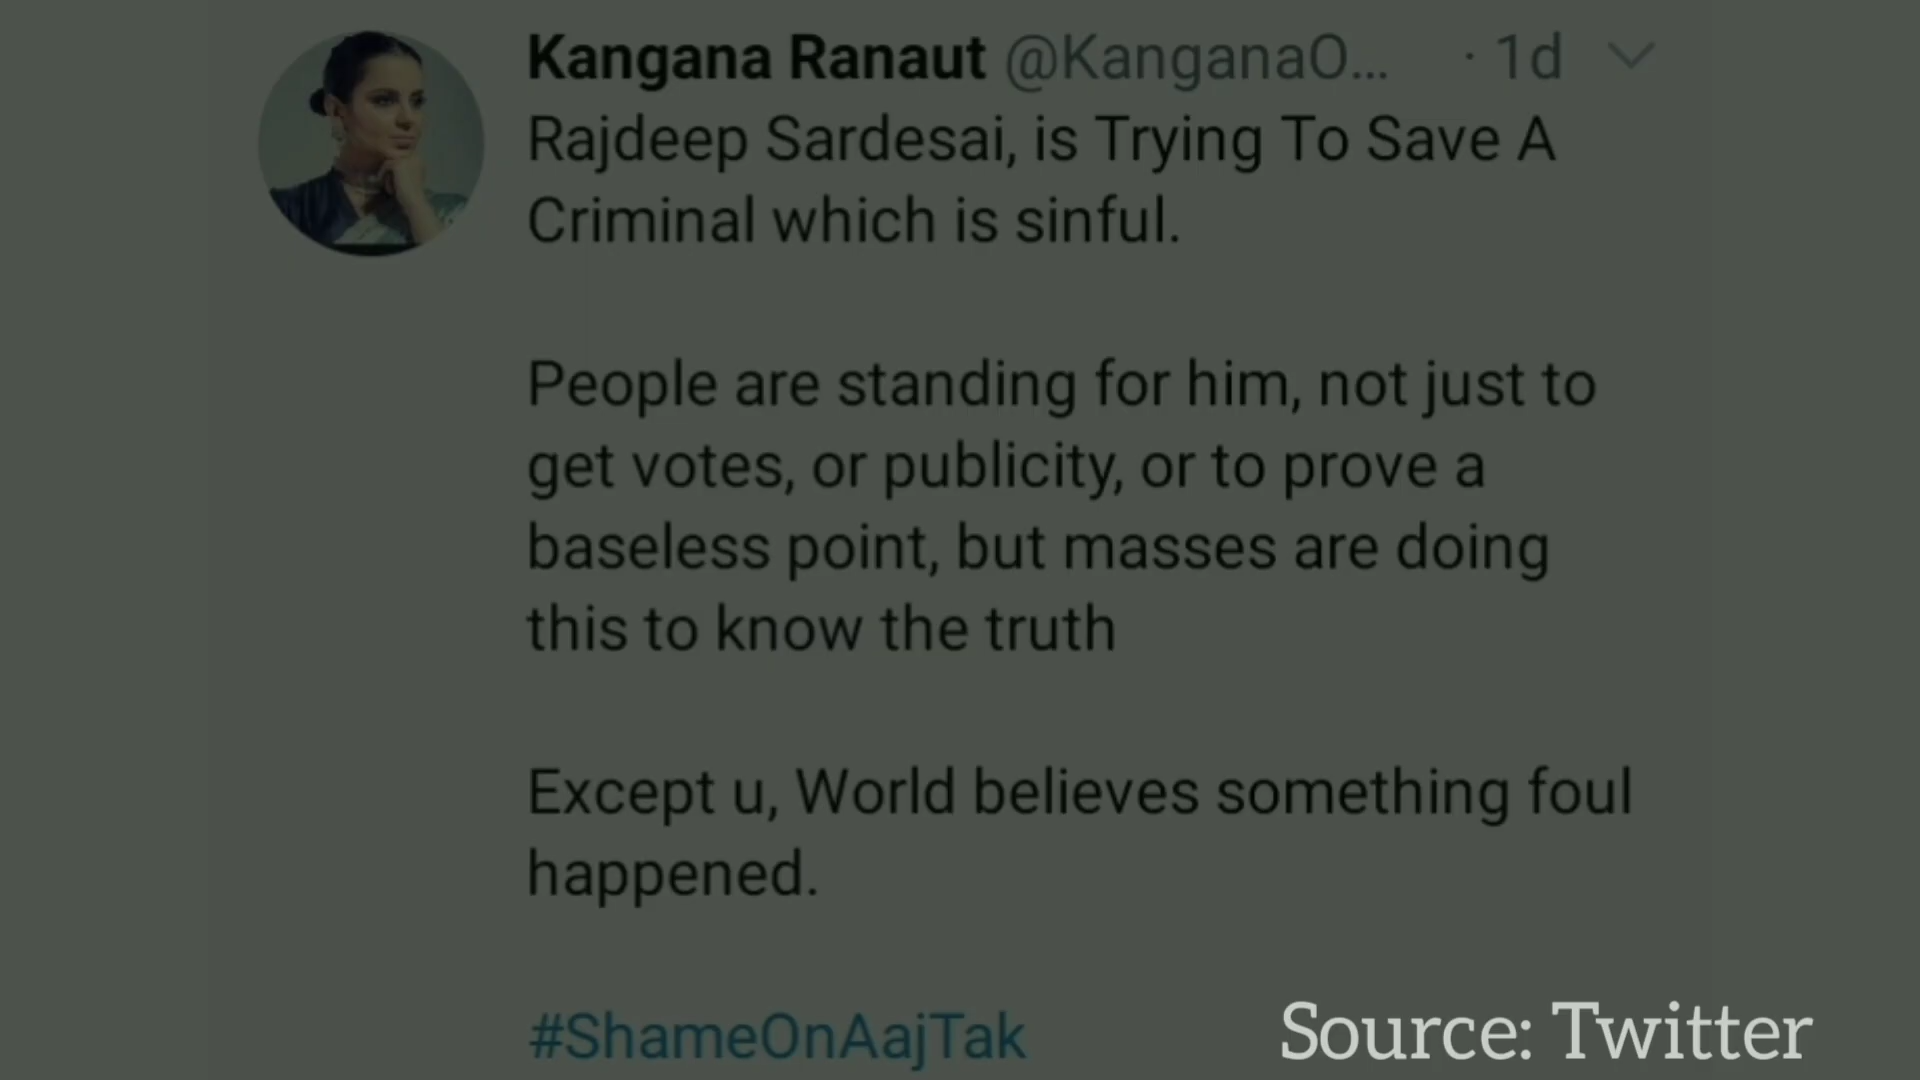 Kangana Ranaut @KanganaO... · 1d
Rajdeep Sardesai, is Trying To Save A
Criminal which is sinful.
People are standing for him, not just to
get votes, or publicity, or to prove a
baseless point, but masses are doing
this to know the truth
Except u, World believes something foul
happened.
#ShameOnAajTak
Source: Twitter